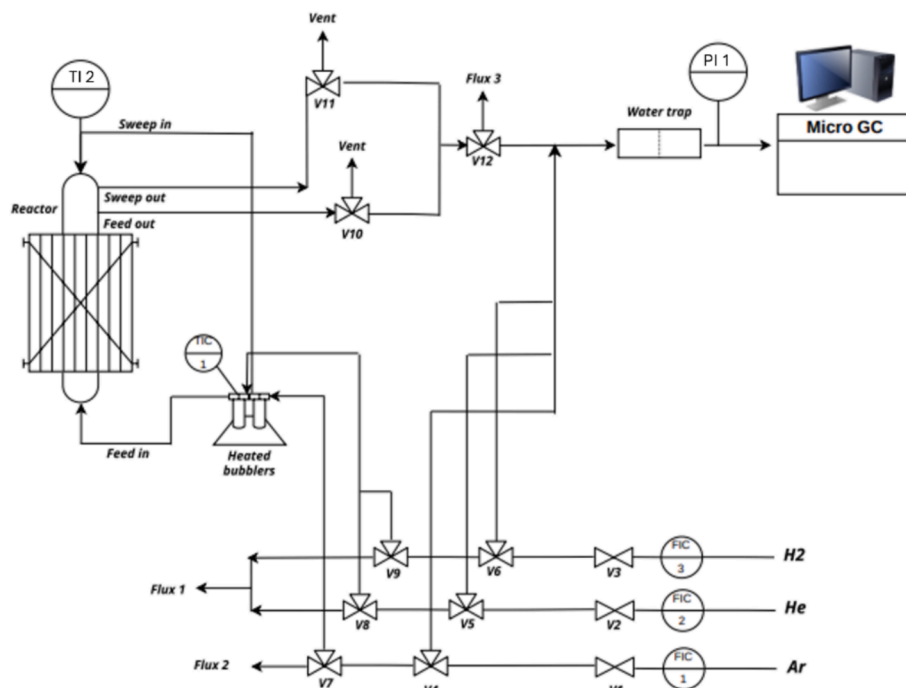 Vent
TI 2
PI 1
Flux 3
Sweep in
V11
Water trap
Micro GC
Vent
V12
Reactor
Sweep out
Feed out
V10
TIC
1
Feed in
Heated
bubblers
H2
FIC
3
V9
V6
V3
Flux 1
He
FIC
2
V8
V5
V2
Flux 2
Ar
FIC
1
V7